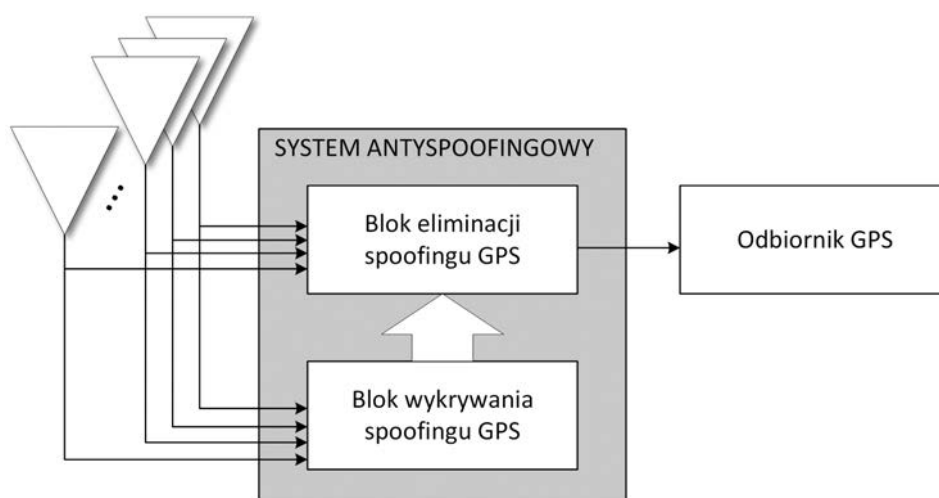 SYSTEM ANTYSPOOFINGOWY
Blok eliminacji
spoofingu GPS
Odbiornik GPS
Blok wykrywania
spoofingu GPS